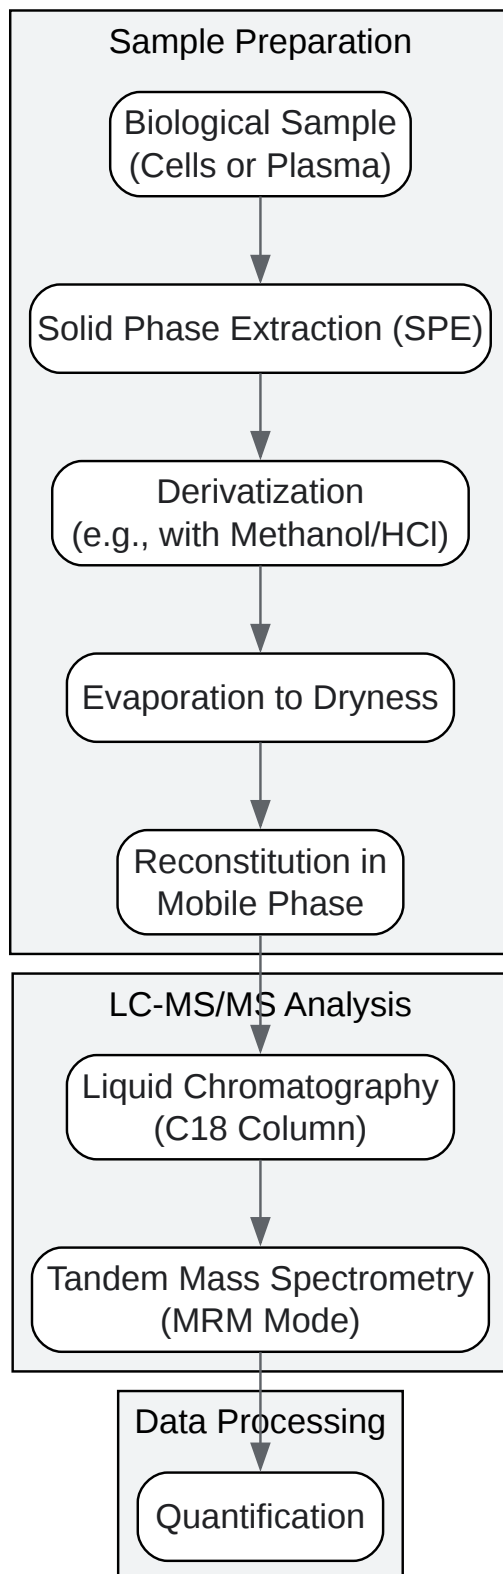 Sample Preparation
Biological Sample
(Cells or Plasma)
Solid Phase Extraction (SPE)
Derivatization
(e.g., with Methanol/HCl)
Evaporation to Dryness
Reconstitution in
Mobile Phase
LC-MS/MS Analysis
Liquid Chromatography
(C18 Column)
Tandem Mass Spectrometry
(MRM Mode)
Data Processing
Quantification